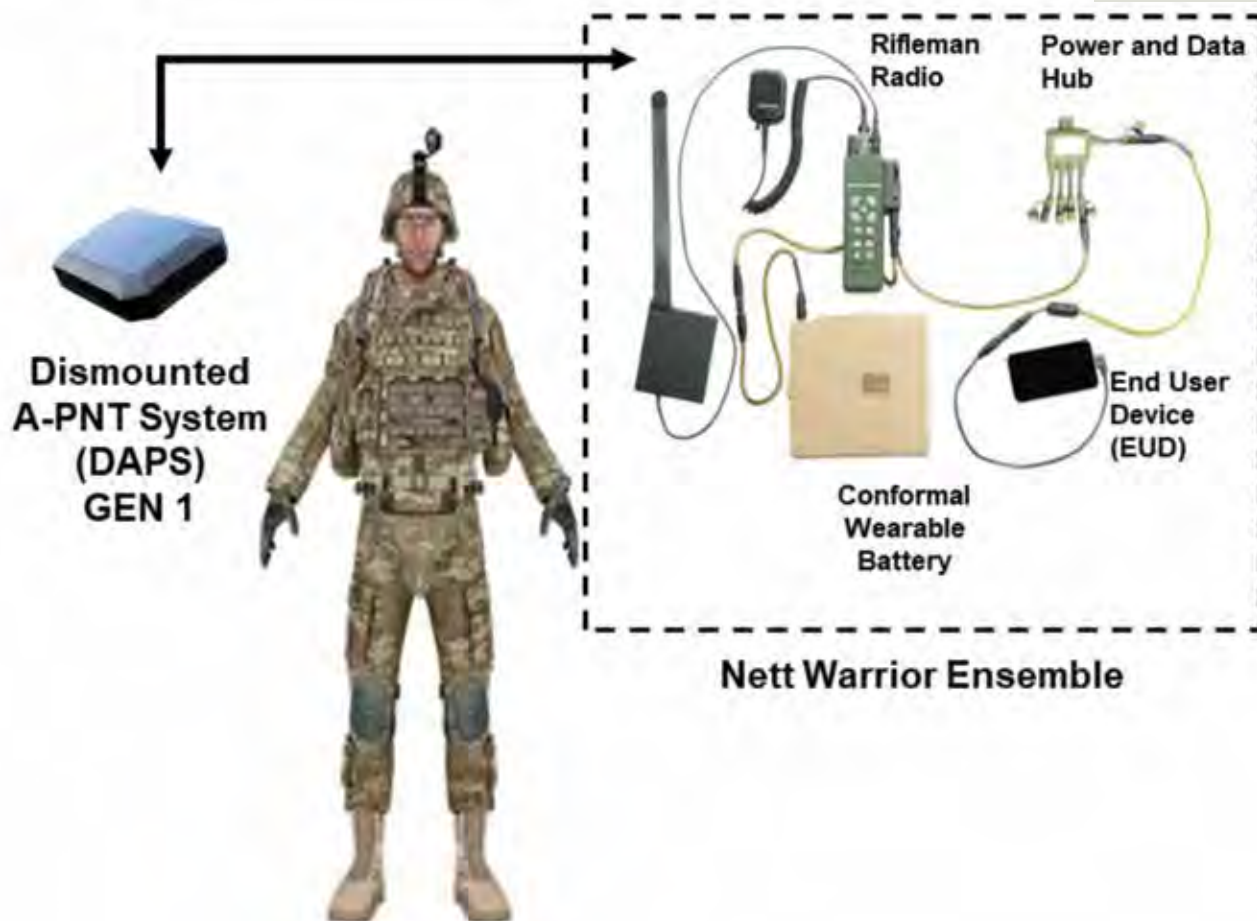 Rifleman
Radio
Power and Data
Hub
Dismounted
A-PNT System
(DAPS)
GEN 1
End User
Device
(EUD)
Conformal
Wearable
Battery
Nett Warrior Ensemble